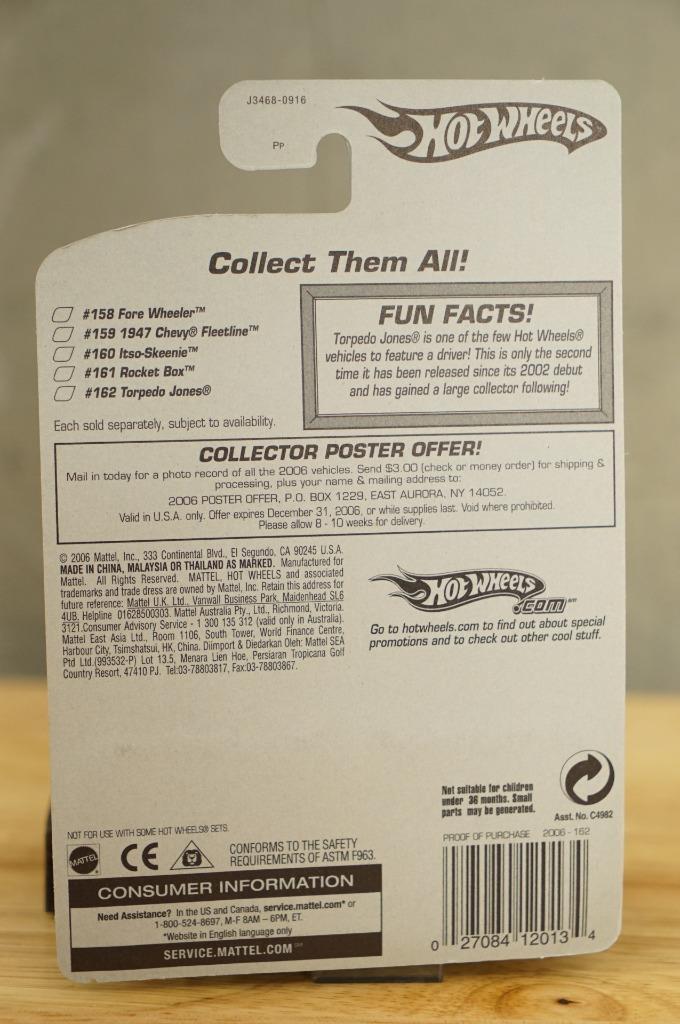 J3468-0916
PP
HOT WHEELS
Collect Them All!
#158 Fore Wheeler™
#159 1947 Chevy® Fleetline™
#160 Itso-Skeenie™
#161 Rocket Box™
#162 Torpedo Jones®
Each sold separately, subject to availability.
FUN FACTS!
Torpedo Jones® is one of the few Hot Wheels®
vehicles to feature a driver! This is only the second
time it has been released since its 2002 debut
and has gained a large collector following!
COLLECTOR POSTER OFFER!
Mail in today for a photo record of all the 2006 vehicles. Send $3.00 (check or money order) for shipping &
processing, plus your name & mailing address to:
2006 POSTER OFFER, P.O. BOX 1229, EAST AURORA, NY 14052.
Valid in U.S.A. only. Offer expires December 31, 2006, or while supplies last. Void where prohibited.
Please allow 8 - 10 weeks for delivery.
© 2006 Mattel, Inc., 333 Continental Blvd., El Segundo, CA 90245 U.S.A.
MADE IN CHINA, MALAYSIA OR THAILAND AS MARKED. Manufactured for
Mattel. All Rights Reserved. MATTEL, HOT WHEELS and associated
trademarks and trade dress are owned by Mattel, Inc. Retain this address for
future reference: Mattel U.K. Ltd., Vanwall Business Park, Maidenhead SL6
4UB. Helpline 01628500303. Mattel Australia Pty., Ltd., Richmond, Victoria.
3121.Consumer Advisory Service - 1 300 135 312 (valid only in Australia).
Mattel East Asia Ltd., Room 1106, South Tower, World Finance Centre,
Harbour City, Tsimshatsui, HK, China. Diimport & Diedarkan Oleh: Mattel SEA
Ptd Ltd.(993532-P) Lot 13.5, Menara Lien Hoe, Persiaran Tropicana Golf
Country Resort, 47410 PJ. Tel:03-78803817, Fax:03-78803867.
HOT WHEELS
.COM℠
Go to hotwheels.com to find out about special
promotions and to check out other cool stuff.
Not suitable for children
under 36 months. Small
parts may be generated.
Asst. No. C4982
NOT FOR USE WITH SOME HOT WHEELS® SETS.
MATTEL
CE
CONFORMS TO THE SAFETY
REQUIREMENTS OF ASTM F963.
CONSUMER INFORMATION
Need Assistance? In the US and Canada, service.mattel.com* or
1-800-524-8697, M-F 8AM – 6PM, ET.
*Website in English language only
SERVICE.MATTEL.COM℠
PROOF OF PURCHASE 2006 - 162
0 27084 12013 4